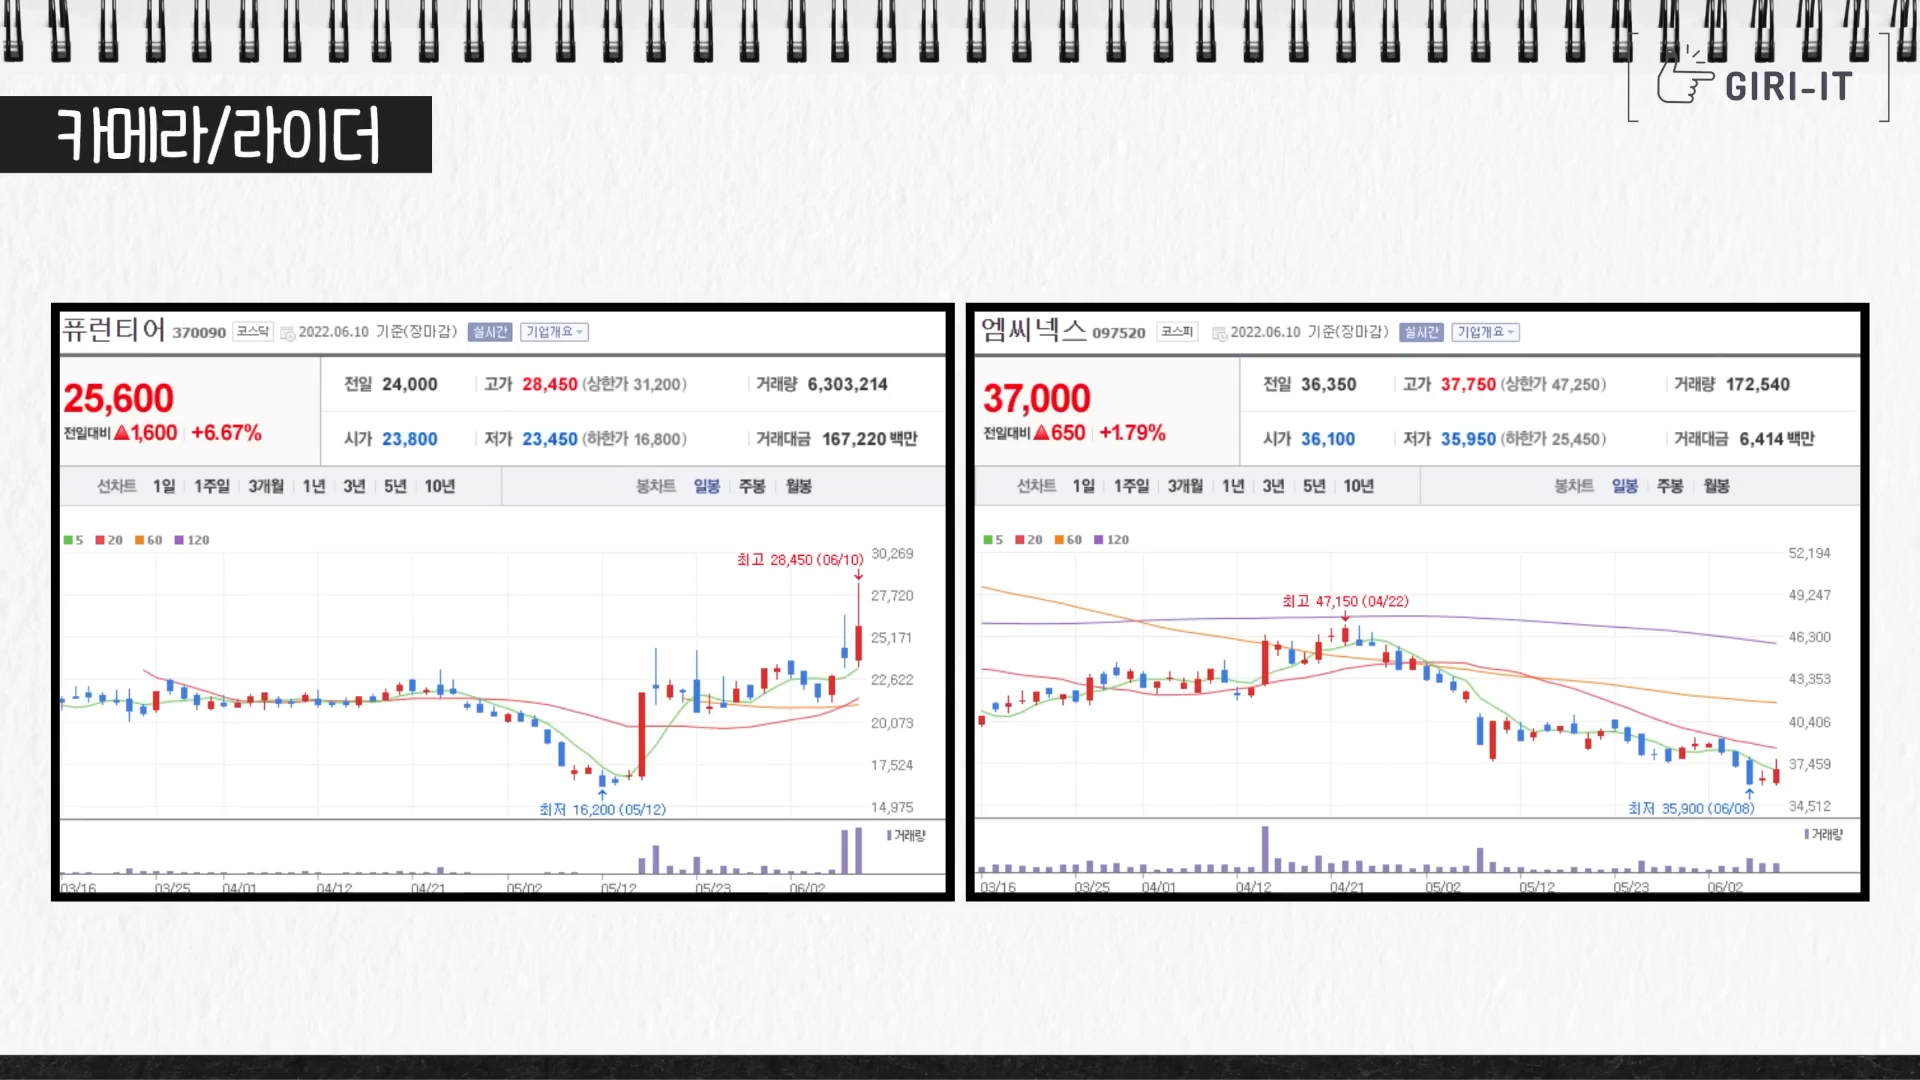 GIRI-IT
카메라/라이더
퓨런티어 370090 코스닥 2022.06.10 기준(장마감) 실시간 기업개요
25,600
전일대비 ▲1,600 +6.67%
전일 24,000 고가 28,450 (상한가 31,200) 거래량 6,303,214
시가 23,800 저가 23,450 (하한가 16,800) 거래대금 167,220 백만
선차트 1일 1주일 3개월 1년 3년 5년 10년 봉차트 일봉 주봉 월봉
5 20 60 120
최고 28,450 (06/10)
30,269
27,720
25,171
22,622
20,073
17,524
14,975
최저 16,200 (05/12)
거래량
03/16 03/25 04/01 04/12 04/21 05/02 05/12 05/23 06/02
엠씨넥스 097520 코스피 2022.06.10 기준(장마감) 실시간 기업개요
37,000
전일대비 ▲650 +1.79%
전일 36,350 고가 37,750 (상한가 47,250) 거래량 172,540
시가 36,100 저가 35,950 (하한가 25,450) 거래대금 6,414 백만
선차트 1일 1주일 3개월 1년 3년 5년 10년 봉차트 일봉 주봉 월봉
5 20 60 120
최고 47,150 (04/22)
52,194
49,247
46,300
43,353
40,406
37,459
34,512
최저 35,900 (06/08)
거래량
03/16 03/25 04/01 04/12 04/21 05/02 05/12 05/23 06/02